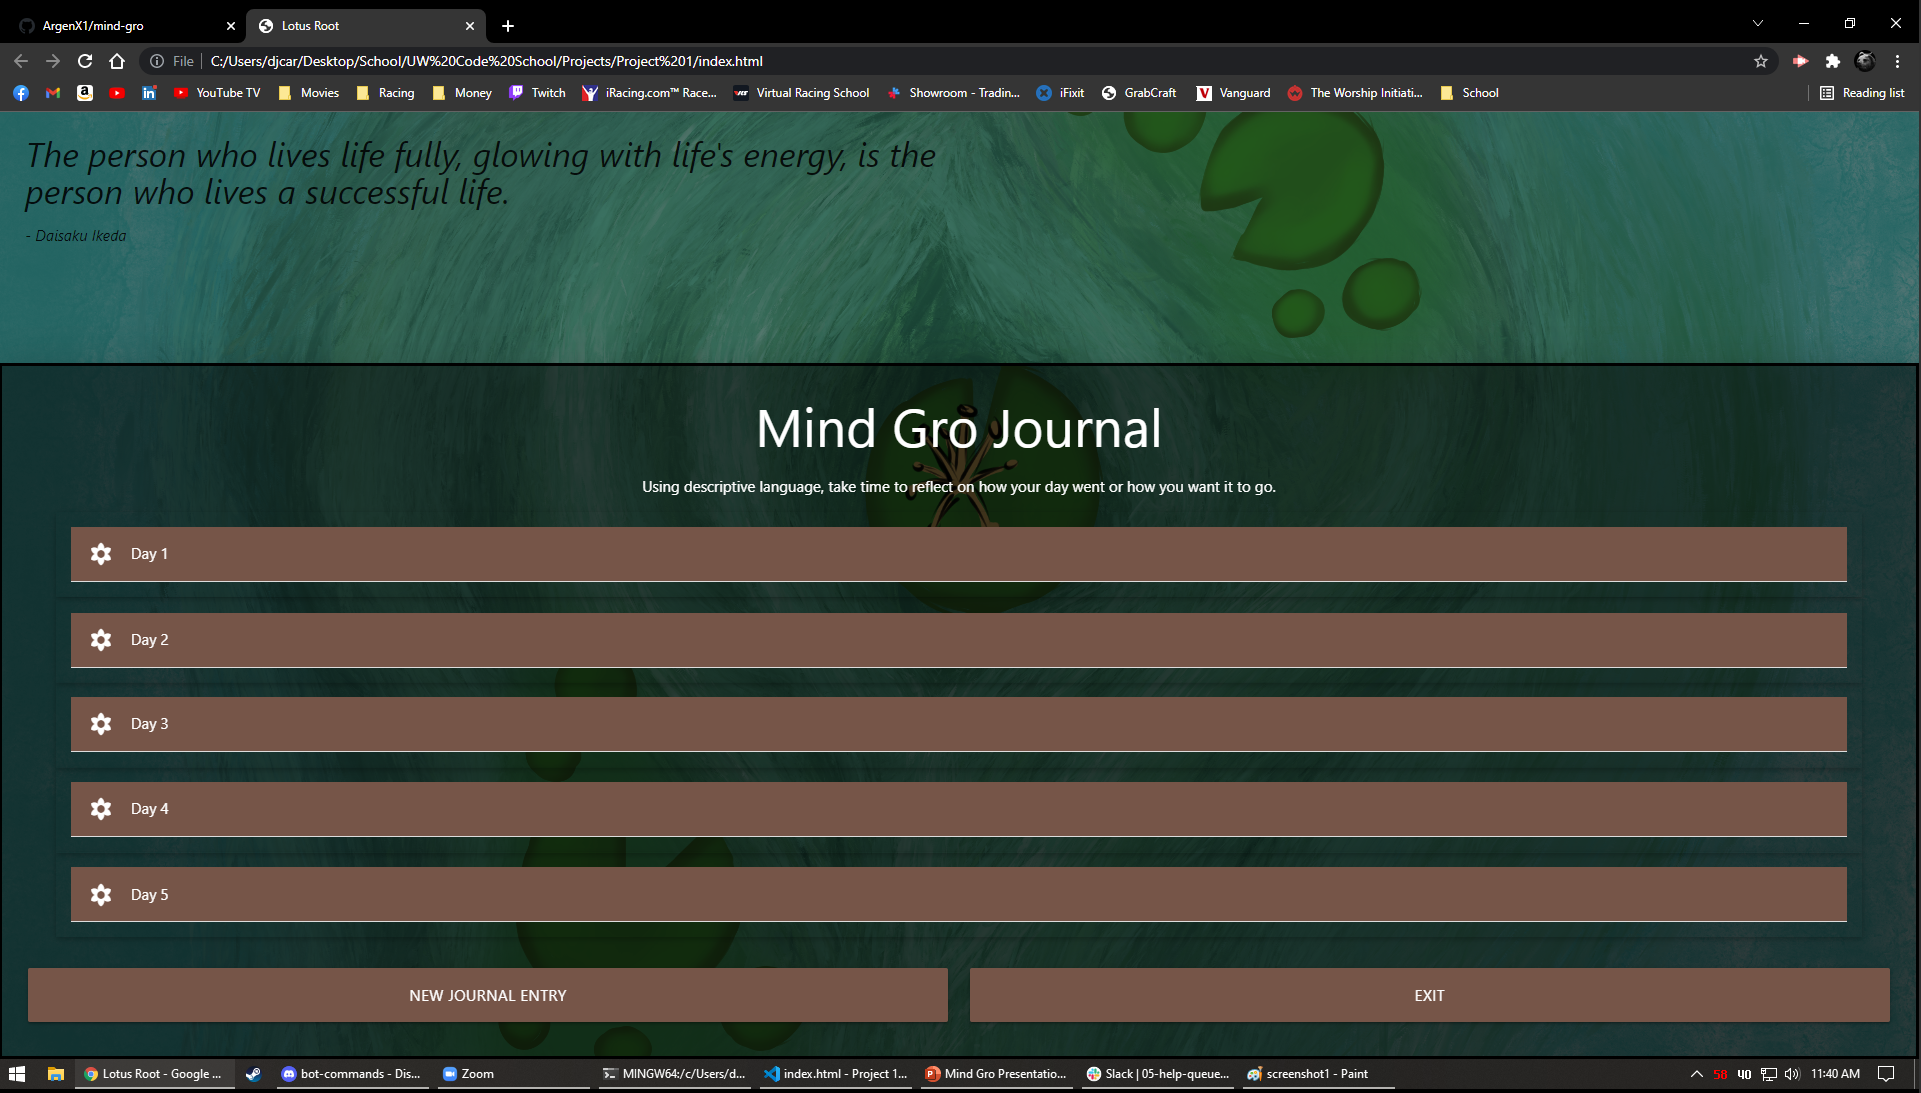 ArgenX1/mind-gro
Lotus Root
File
C:/Users/djcar/Desktop/School/UW%20Code%20School/Projects/Project%201/index.html
YouTube TV
Movies
Racing
Money
Twitch
iRacing.com™ Race...
Virtual Racing School
Showroom - Tradin...
iFixit
GrabCraft
Vanguard
The Worship Initiati...
School
Reading list
The person who lives life fully, glowing with life's energy, is the
person who lives a successful life.
- Daisaku Ikeda
Mind Gro Journal
Using descriptive language, take time to reflect on how your day went or how you want it to go.
Day 1
Day 2
Day 3
Day 4
Day 5
NEW JOURNAL ENTRY
EXIT
Lotus Root - Google ...
bot-commands - Dis...
Zoom
MINGW64:/c/Users/d...
index.html - Project 1...
Mind Gro Presentatio...
Slack | 05-help-queue...
screenshot1 - Paint
58
40
11:40 AM